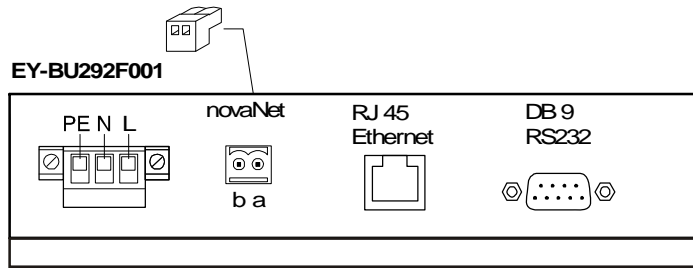 EY-BU292F001
PE N L
novaNet
b a
RJ 45
Ethernet
DB 9
RS232